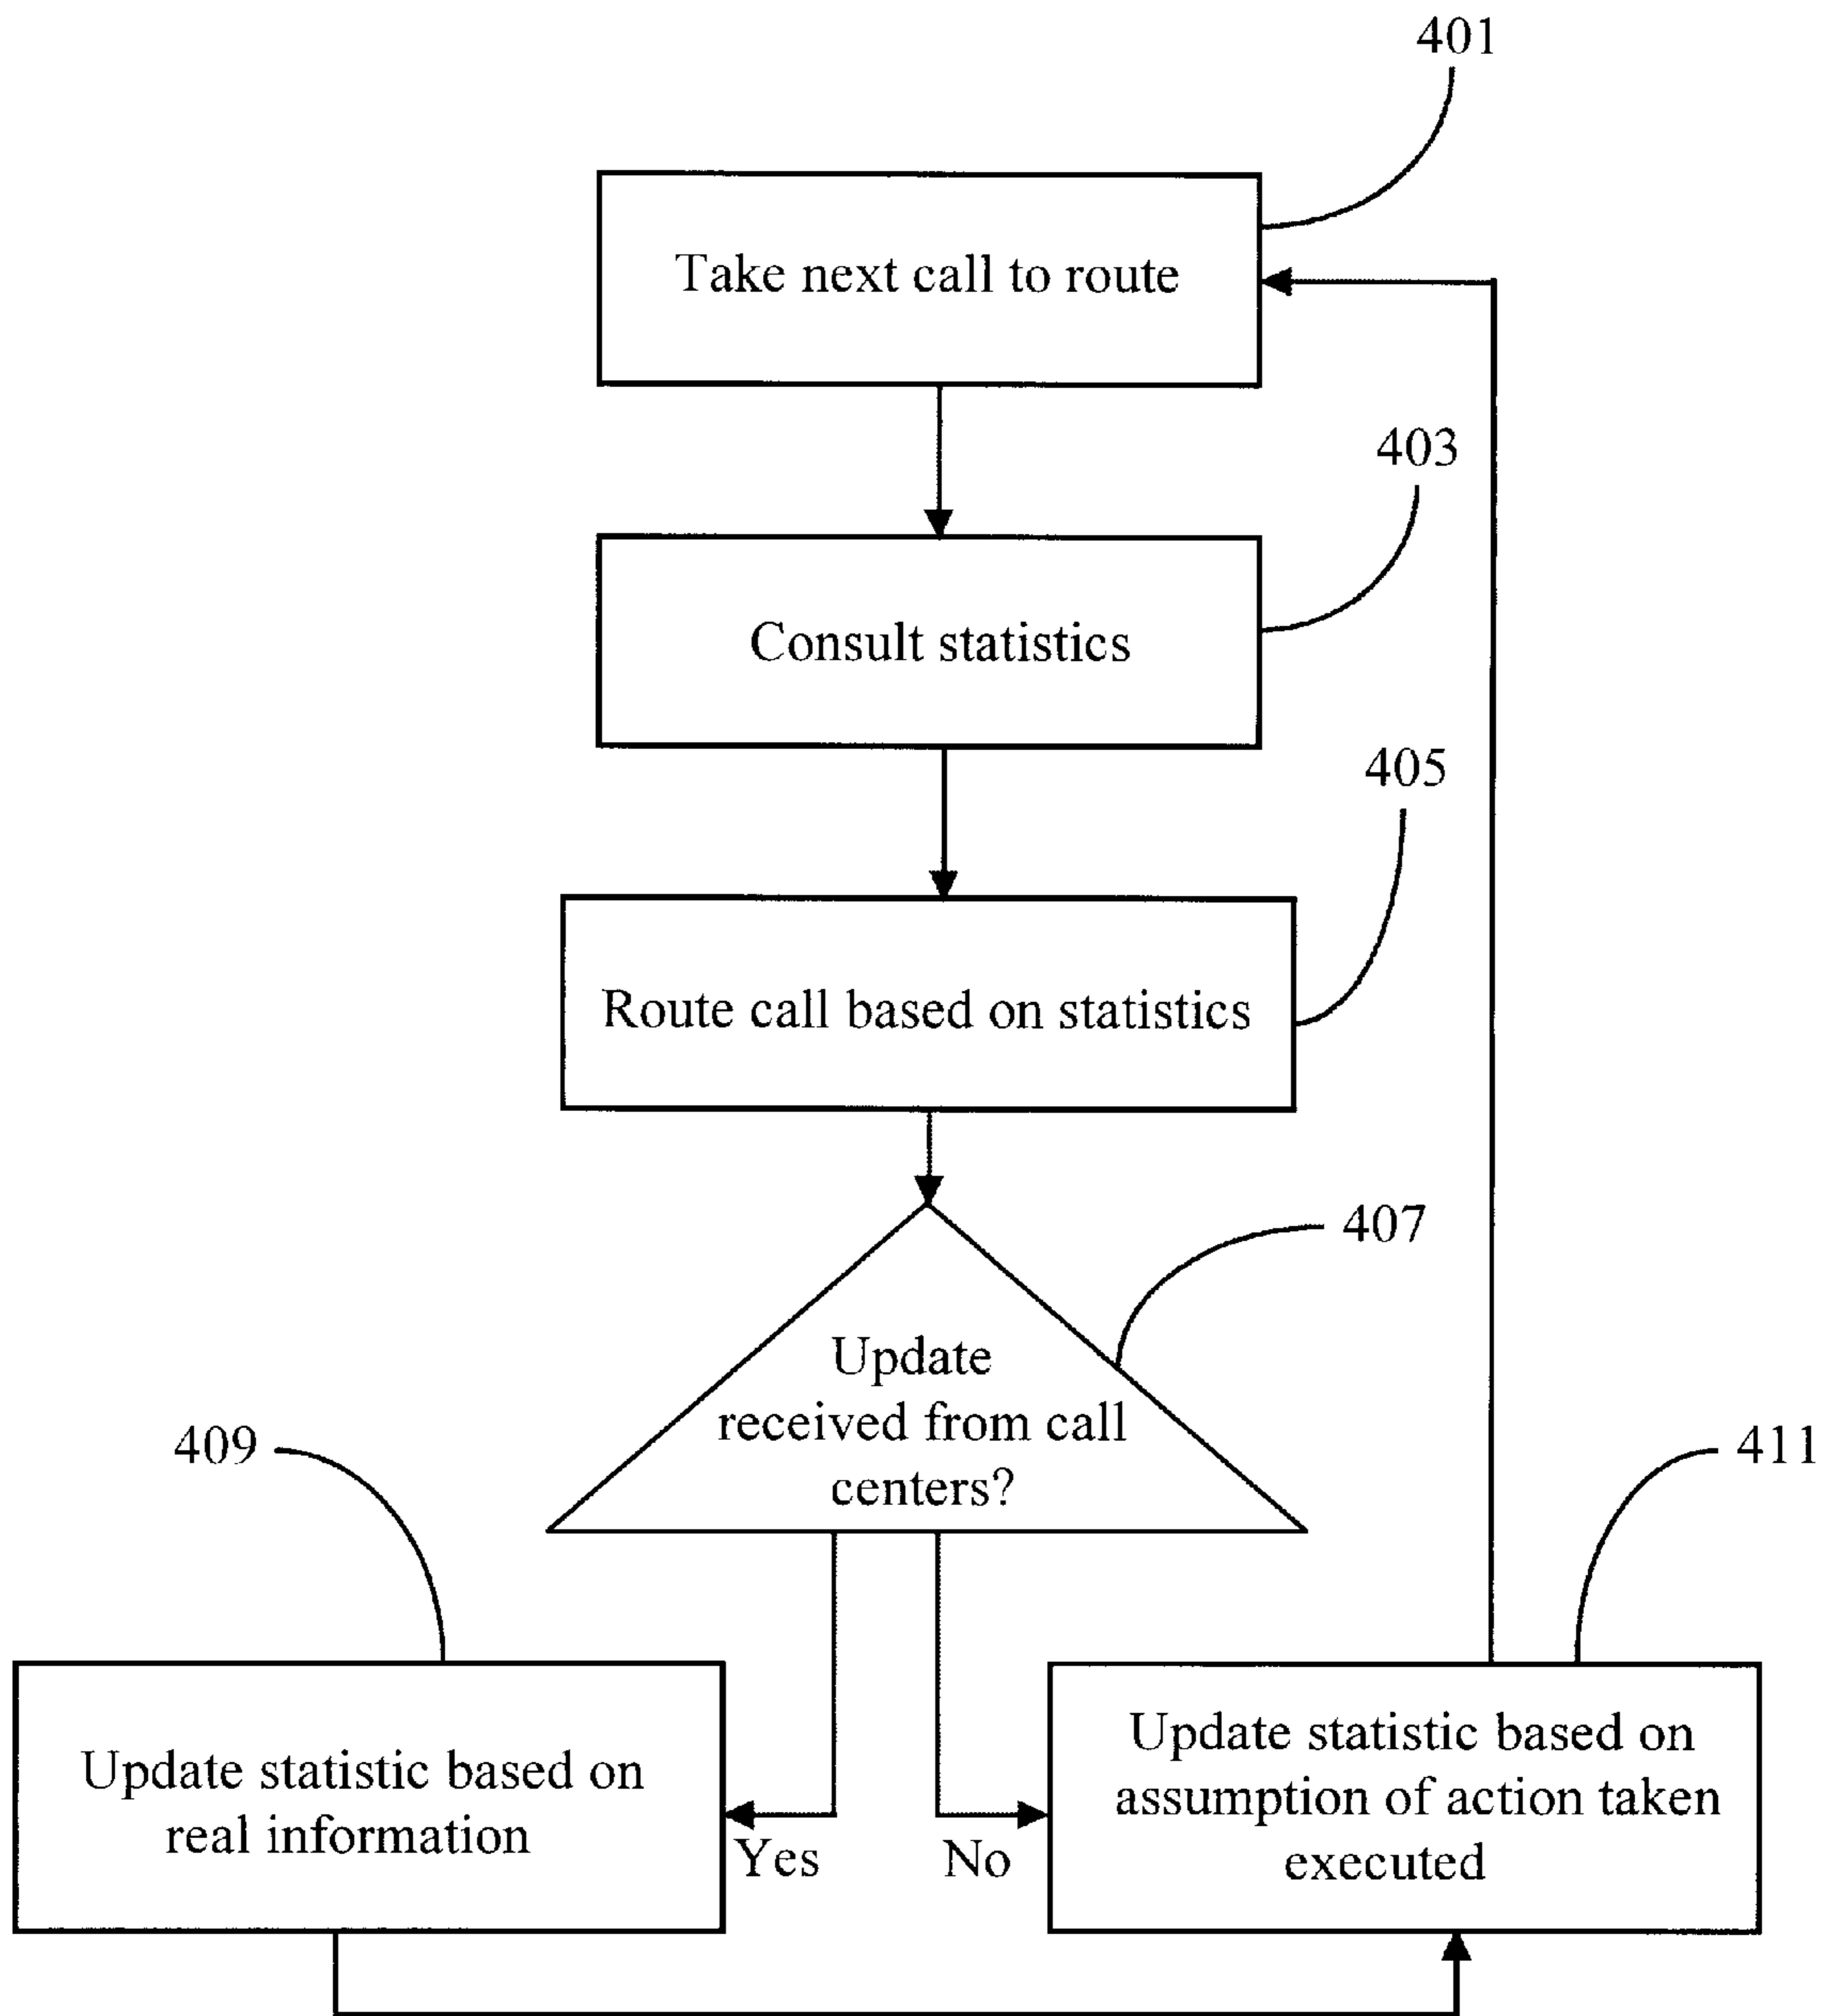 401
Take next call to route
403
Consult statistics
405
Route call based on statistics
407
Update
received from call
centers?
409
411
Update statistic based on
real information
Yes
No
Update statistic based on
assumption of action taken
executed